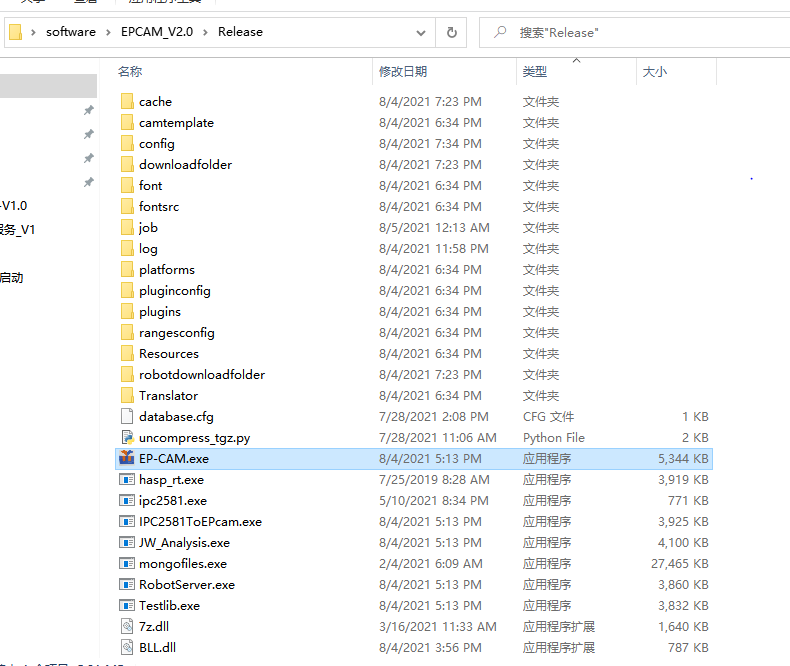 software › EPCAM_V2.0 › Release
搜索"Release"
名称 修改日期 类型 大小
cache 8/4/2021 7:23 PM 文件夹
camtemplate 8/4/2021 6:34 PM 文件夹
config 8/4/2021 7:34 PM 文件夹
downloadfolder 8/4/2021 7:23 PM 文件夹
font 8/4/2021 6:34 PM 文件夹
fontsrc 8/4/2021 6:34 PM 文件夹
-V1.0
job 8/5/2021 12:13 AM 文件夹
服务_V1
log 8/4/2021 11:58 PM 文件夹
platforms 8/4/2021 6:34 PM 文件夹
启动
pluginconfig 8/4/2021 6:34 PM 文件夹
plugins 8/4/2021 6:34 PM 文件夹
rangesconfig 8/4/2021 6:34 PM 文件夹
Resources 8/4/2021 6:34 PM 文件夹
robotdownloadfolder 8/4/2021 7:23 PM 文件夹
Translator 8/4/2021 6:34 PM 文件夹
database.cfg 7/28/2021 2:08 PM CFG 文件 1 KB
uncompress_tgz.py 7/28/2021 11:06 AM Python File 2 KB
EP-CAM.exe 8/4/2021 5:13 PM 应用程序 5,344 KB
hasp_rt.exe 7/25/2019 8:28 AM 应用程序 3,919 KB
ipc2581.exe 5/10/2021 8:34 PM 应用程序 771 KB
IPC2581ToEPcam.exe 8/4/2021 5:13 PM 应用程序 3,925 KB
JW_Analysis.exe 8/4/2021 5:13 PM 应用程序 4,100 KB
mongofiles.exe 2/4/2021 6:09 AM 应用程序 27,465 KB
RobotServer.exe 8/4/2021 5:13 PM 应用程序 3,860 KB
Testlib.exe 8/4/2021 5:13 PM 应用程序 3,832 KB
7z.dll 3/16/2021 11:33 AM 应用程序扩展 1,640 KB
BLL.dll 8/4/2021 3:56 PM 应用程序扩展 787 KB